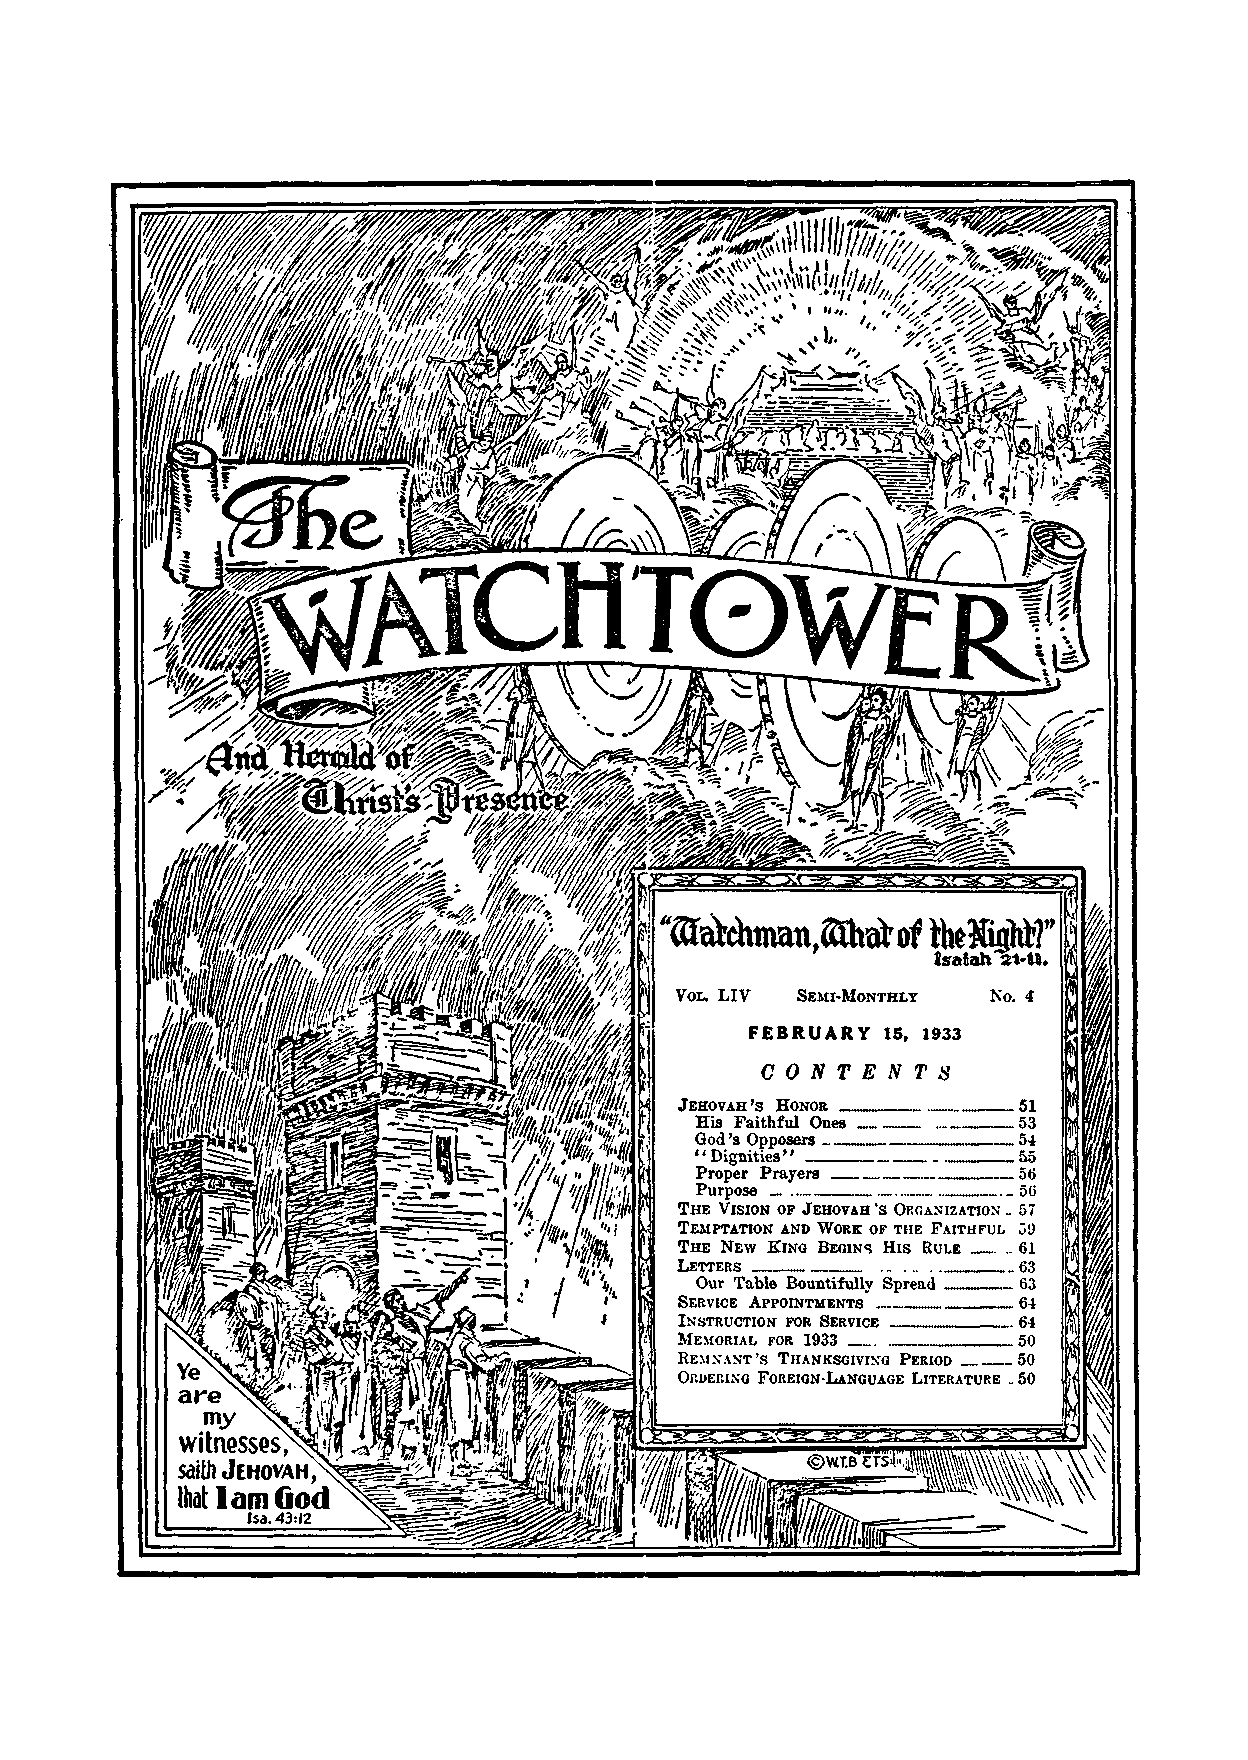 The
WATCHTOWER
And Herald of
Christ's Presence
"Watchman, What of the Night?"
Isaiah 21-11.
VOL. LIV SEMI-MONTHLY No. 4
FEBRUARY 15, 1933
CONTENTS
JEHOVAH'S HONOR 51
His Faithful Ones 53
God's Opposers 54
"Dignities" 55
Proper Prayers 56
Purpose 56
THE VISION OF JEHOVAH'S ORGANIZATION 57
TEMPTATION AND WORK OF THE FAITHFUL 59
THE NEW KING BEGINS HIS RULE 61
LETTERS 63
Our Table Bountifully Spread 63
SERVICE APPOINTMENTS 64
INSTRUCTION FOR SERVICE 64
MEMORIAL FOR 1933 50
REMNANT'S THANKSGIVING PERIOD 50
ORDERING FOREIGN-LANGUAGE LITERATURE 50
Ye
are
my
witnesses,
saith JEHOVAH,
that I am God
Isa. 43:12
©W.T.B & T.S.